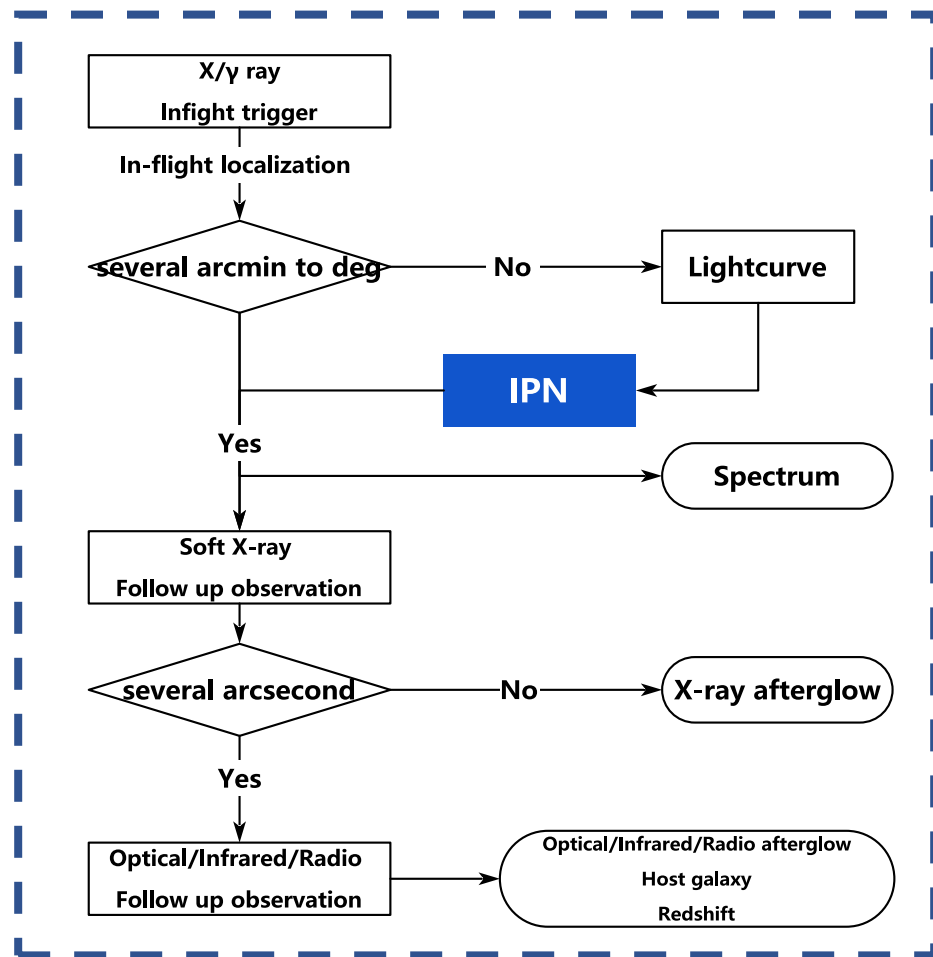 X/γ ray
Infight trigger
In-flight localization
several arcmin to deg
No
Lightcurve
IPN
Yes
Spectrum
Soft X-ray
Follow up observation
several arcsecond
No
X-ray afterglow
Yes
Optical/Infrared/Radio
Follow up observation
Optical/Infrared/Radio afterglow
Host galaxy
Redshift